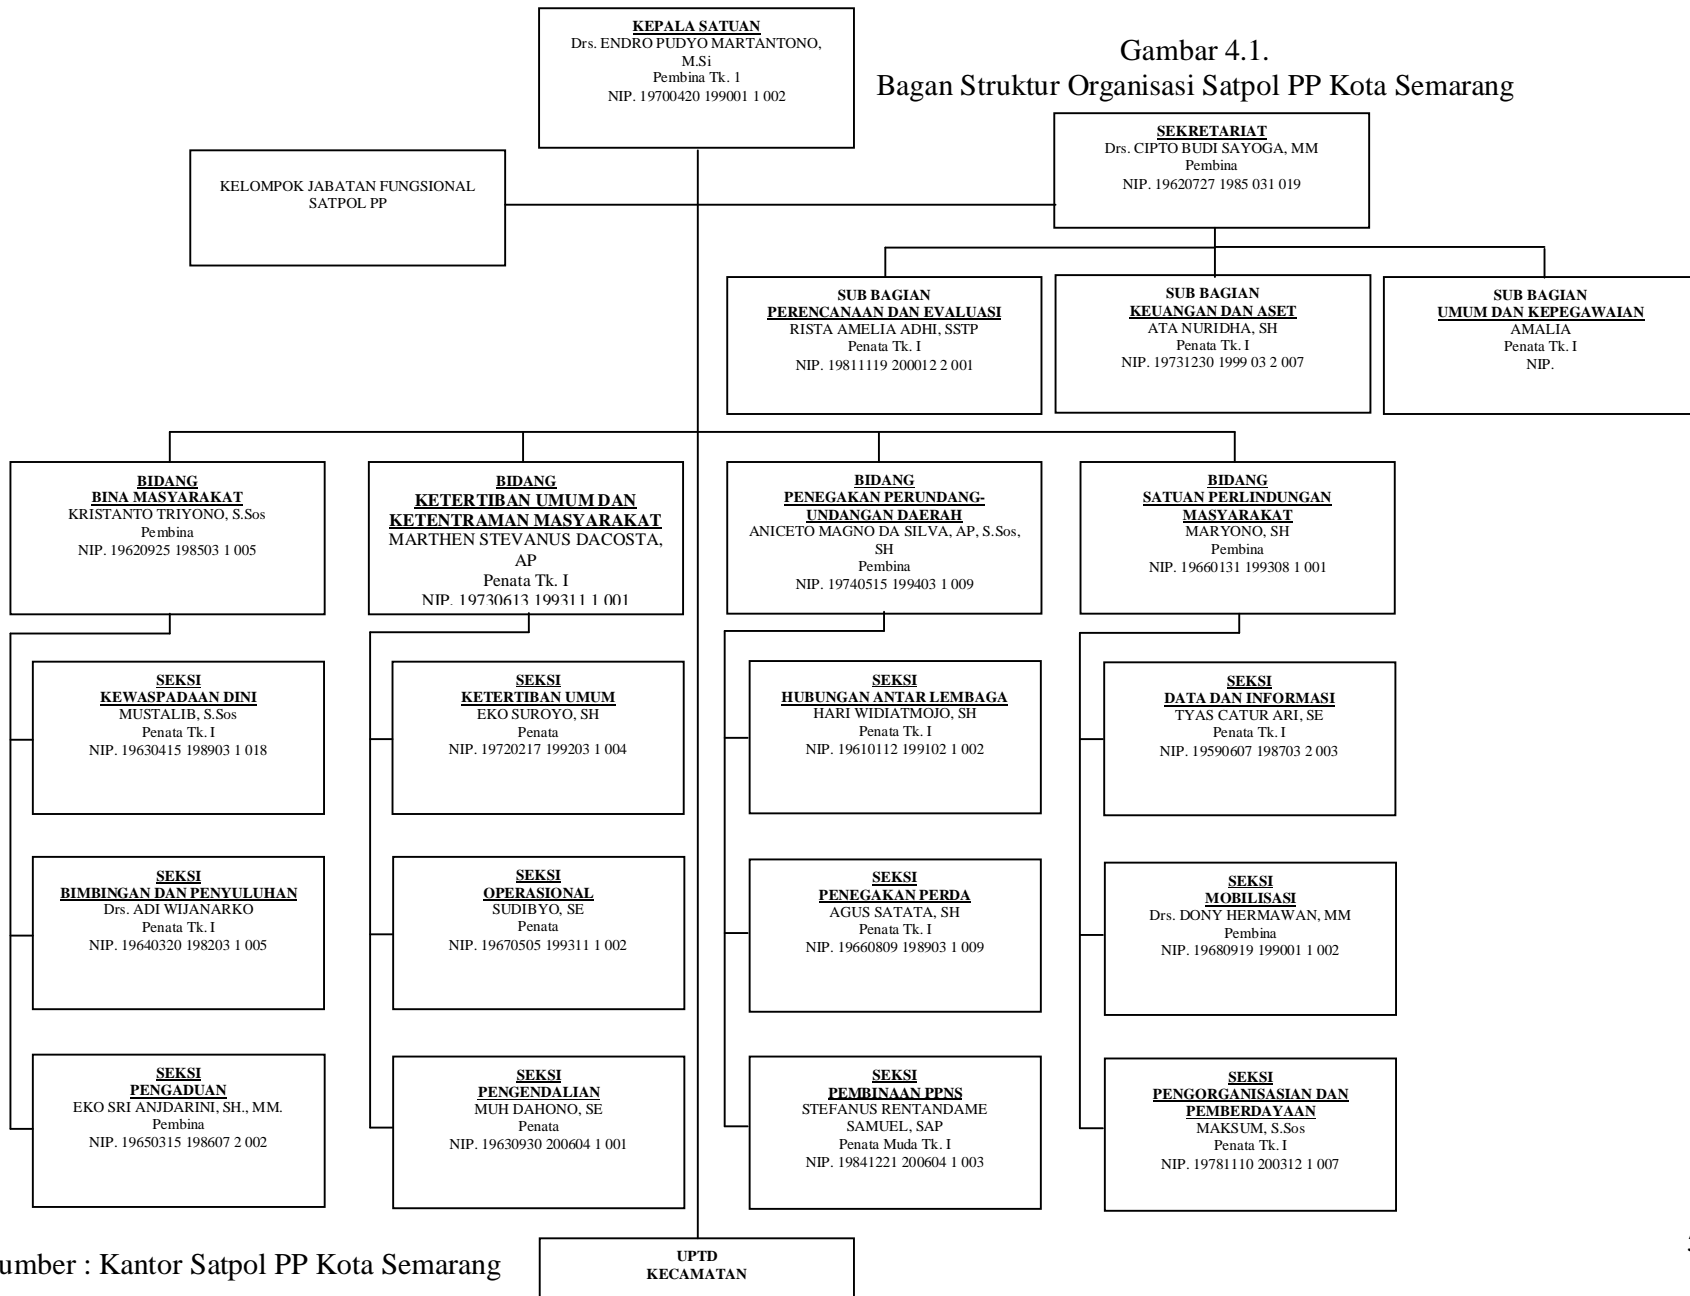 KEPALA SATUAN
Drs. ENDRO PUDYO MARTANTONO,
M.Si
Pembina Tk. 1
NIP. 19700420 199001 1 002
Gambar 4.1.
Bagan Struktur Organisasi Satpol PP Kota Semarang
SEKRETARIAT
Drs. CIPTO BUDI SAYOGA, MM
Pembina
NIP. 19620727 1985 031 019
KELOMPOK JABATAN FUNGSIONAL
SATPOL PP
SUB BAGIAN
PERENCANAAN DAN EVALUASI
RISTA AMELIA ADHI, SSTP
Penata Tk. I
NIP. 19811119 200012 2 001
SUB BAGIAN
KEUANGAN DAN ASET
ATA NURIDHA, SH
Penata Tk. I
NIP. 19731230 1999 03 2 007
SUB BAGIAN
UMUM DAN KEPEGAWAIAN
AMALIA
Penata Tk. I
NIP.
BIDANG
BINA MASYARAKAT
KRISTANTO TRIYONO, S.Sos
Pembina
NIP. 19620925 198503 1 005
BIDANG
KETERTIBAN UMUM DAN
KETENTRAMAN MASYARAKAT
MARTHEN STEVANUS DACOSTA,
AP
Penata Tk. I
NIP. 19730613 199311 1 001
BIDANG
PENEGAKAN PERUNDANG-
UNDANGAN DAERAH
ANICETO MAGNO DA SILVA, AP, S.Sos,
SH
Pembina
NIP. 19740515 199403 1 009
BIDANG
SATUAN PERLINDUNGAN
MASYARAKAT
MARYONO, SH
Pembina
NIP. 19660131 199308 1 001
SEKSI
KEWASPADAAN DINI
MUSTALIB, S.Sos
Penata Tk. I
NIP. 19630415 198903 1 018
SEKSI
KETERTIBAN UMUM
EKO SUROYO, SH
Penata
NIP. 19720217 199203 1 004
SEKSI
HUBUNGAN ANTAR LEMBAGA
HARI WIDIATMOJO, SH
Penata Tk. I
NIP. 19610112 199102 1 002
SEKSI
DATA DAN INFORMASI
TYAS CATUR ARI, SE
Penata Tk. I
NIP. 19590607 198703 2 003
SEKSI
BIMBINGAN DAN PENYULUHAN
Drs. ADI WIJANARKO
Penata Tk. I
NIP. 19640320 198203 1 005
SEKSI
OPERASIONAL
SUDIBYO, SE
Penata
NIP. 19670505 199311 1 002
SEKSI
PENEGAKAN PERDA
AGUS SATATA, SH
Penata Tk. I
NIP. 19660809 198903 1 009
SEKSI
MOBILISASI
Drs. DONY HERMAWAN, MM
Pembina
NIP. 19680919 199001 1 002
SEKSI
PENGADUAN
EKO SRI ANJDARINI, SH., MM.
Pembina
NIP. 19650315 198607 2 002
SEKSI
PENGENDALIAN
MUH DAHONO, SE
Penata
NIP. 19630930 200604 1 001
SEKSI
PEMBINAAN PPNS
STEFANUS RENTANDAME
SAMUEL, SAP
Penata Muda Tk. I
NIP. 19841221 200604 1 003
SEKSI
PENGORGANISASIAN DAN
PEMBERDAYAAN
MAKSUM, S.Sos
Penata Tk. I
NIP. 19781110 200312 1 007
umber : Kantor Satpol PP Kota Semarang
UPTD
KECAMATAN